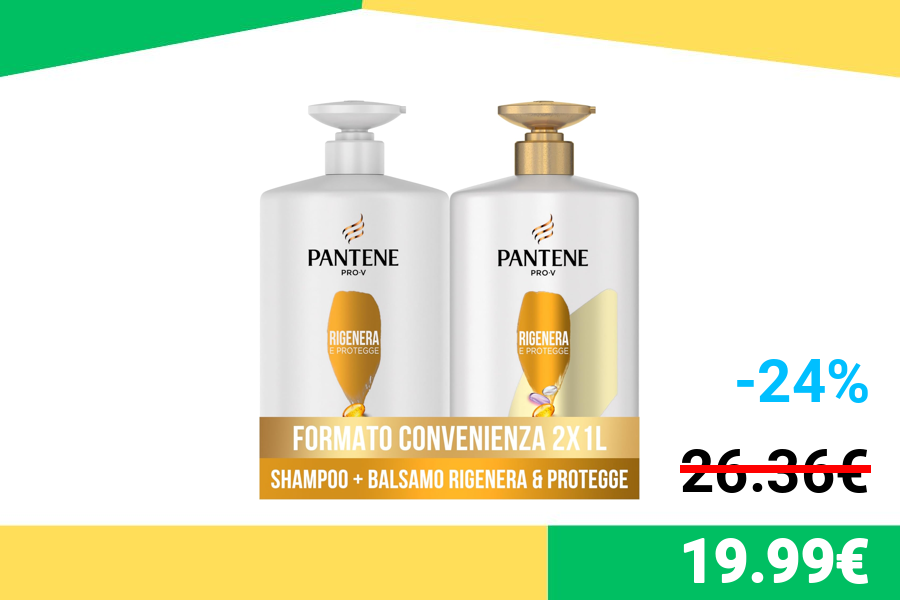 PANTENE
PRO-V
RIGENERA
E PROTEGGE
PANTENE
PRO-V
RIGENERA
E PROTEGGE
FORMATO CONVENIENZA 2X1L
SHAMPOO + BALSAMO RIGENERA & PROTEGGE
-24%
26.36€
19.99€